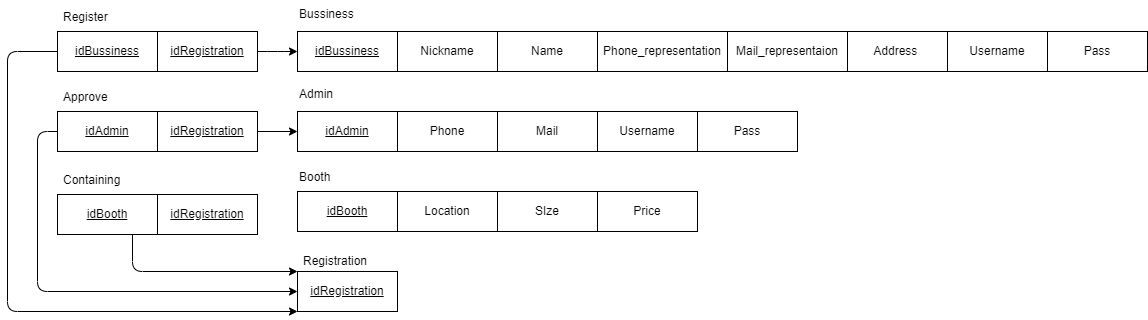 Register
Bussiness
idBussiness idRegistration idBussiness Nickname Name Phone_representation Mail_representaion Address Username Pass
Approve
Admin
idAdmin idRegistration idAdmin Phone Mail Username Pass
Containing
Booth
idBooth idRegistration idBooth Location SIze Price
Registration
idRegistration